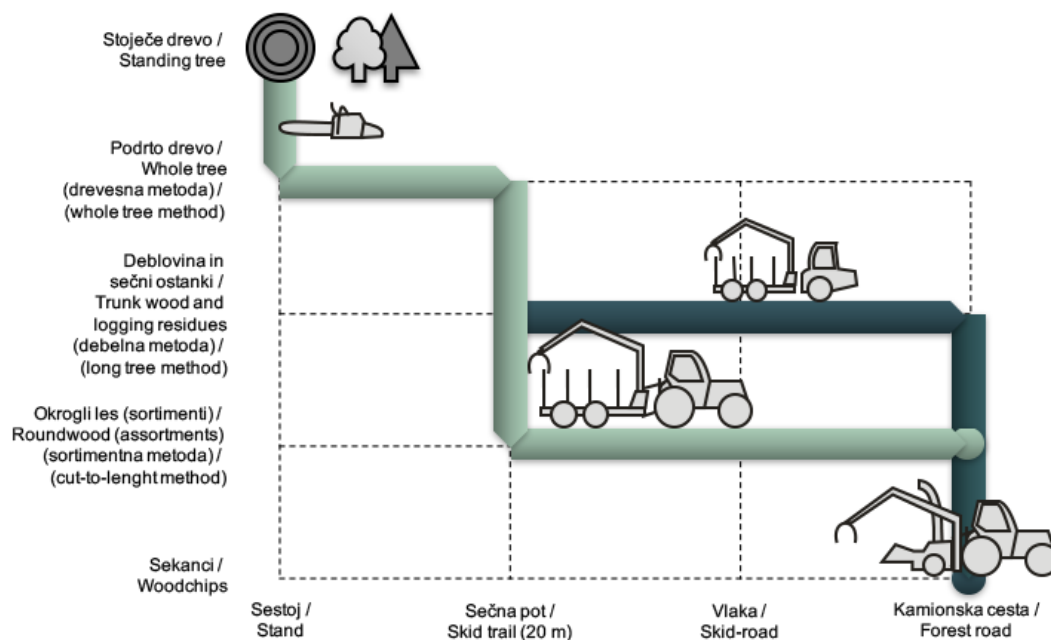 Stoječe drevo /
Standing tree
Podrto drevo /
Whole tree
(drevesna metoda) /
(whole tree method)
Deblovina in
sečni ostanki /
Trunk wood and
logging residues
(debelna metoda) /
(long tree method)
Okrogli les (sortimenti) /
Roundwood (assortments)
(sortimentna metoda) /
(cut-to-lenght method)
Sekanci /
Woodchips
Sestoj /
Stand
Sečna pot /
Skid trail (20 m)
Vlaka /
Skid-road
Kamionska cesta /
Forest road